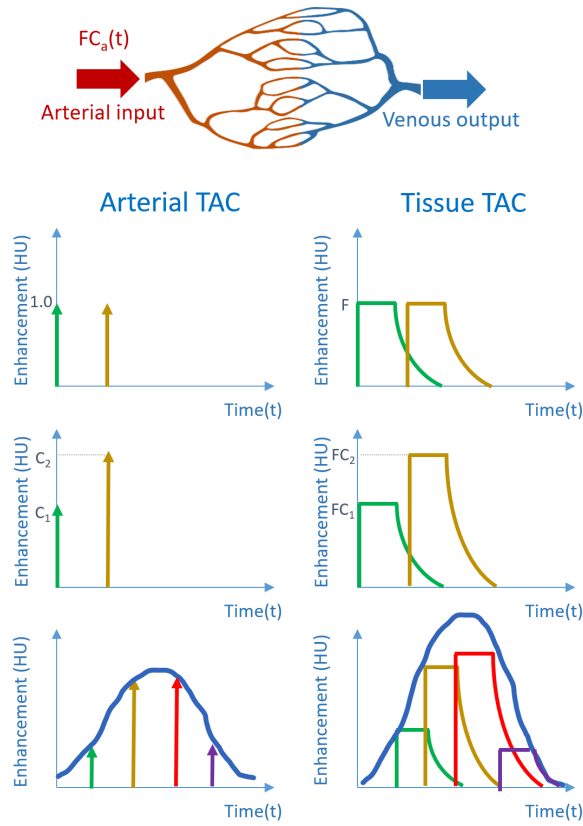 FCa(t)
Arterial input
Venous output
Arterial TAC
Tissue TAC
Enhancement (HU)
1.0
Time(t)
Enhancement (HU)
F
Time(t)
Enhancement (HU)
C2
C1
Time(t)
Enhancement (HU)
FC2
FC1
Time(t)
Enhancement (HU)
Time(t)
Enhancement (HU)
Time(t)